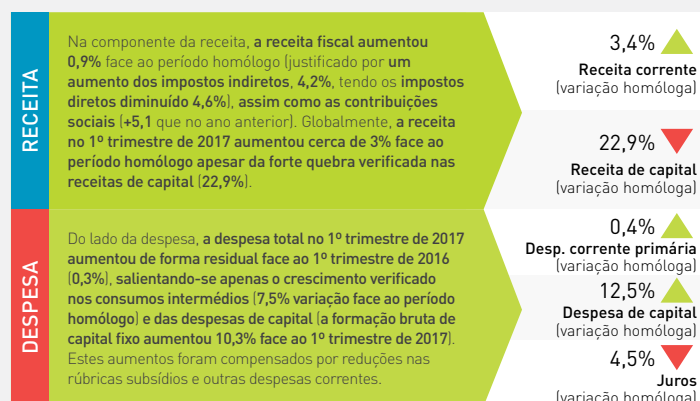 RECEITA
Na componente da receita, a receita fiscal aumentou
0,9% face ao período homólogo (justificado por um
aumento dos impostos indiretos, 4,2%, tendo os impostos
diretos diminuído 4,6%), assim como as contribuições
sociais (+5,1 que no ano anterior). Globalmente, a receita
no 1º trimestre de 2017 aumentou cerca de 3% face ao
período homólogo apesar da forte quebra verificada nas
receitas de capital (22,9%).
3,4%
Receita corrente
(variação homóloga)
22,9%
Receita de capital
(variação homóloga)
DESPESA
Do lado da despesa, a despesa total no 1º trimestre de 2017
aumentou de forma residual face ao 1º trimestre de 2016
(0,3%), salientando-se apenas o crescimento verificado
nos consumos intermédios (7,5% variação face ao período
homólogo) e das despesas de capital (a formação bruta de
capital fixo aumentou 10,3% face ao 1º trimestre de 2017).
Estes aumentos foram compensados por reduções nas
rúbricas subsídios e outras despesas correntes.
0,4%
Desp. corrente primária
(variação homóloga)
12,5%
Despesa de capital
(variação homóloga)
4,5%
Juros
(variação homóloga)